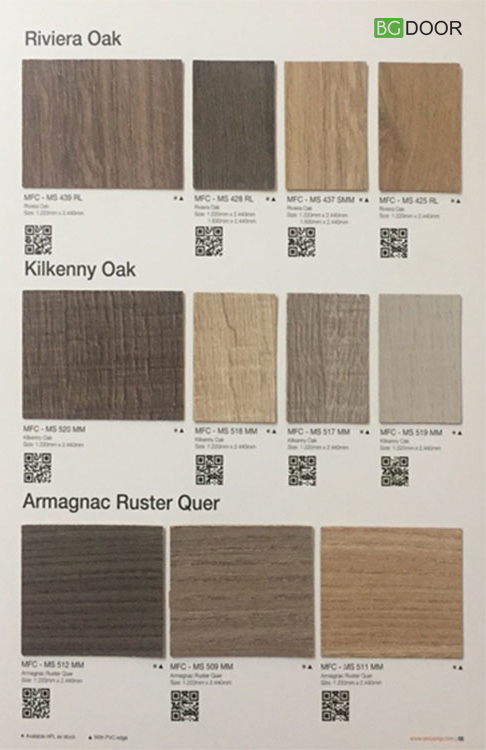 BG DOOR
Riviera Oak
MFC - MS 439 RL
Riviera Oak
Size: 1.220mm x 2.440mm
MFC - MS 428 RL
Riviera Oak
Size: 1.220mm x 2.440mm
1.830mm x 2.440mm
MFC - MS 437 SMM
Riviera Oak
Size: 1.220mm x 2.440mm
1.830mm x 2.440mm
MFC - MS 425 RL
Riviera Oak
Size: 1.220mm x 2.440mm
Kilkenny Oak
MFC - MS 520 MM
Kilkenny Oak
Size: 1.220mm x 2.440mm
MFC - MS 518 MM
Kilkenny Oak
Size: 1.220mm x 2.440mm
MFC - MS 517 MM
Kilkenny Oak
Size: 1.220mm x 2.440mm
MFC - MS 519 MM
Kilkenny Oak
Size: 1.220mm x 2.440mm
Armagnac Ruster Quer
MFC - MS 512 MM
Armagnac Ruster Quer
Size: 1.220mm x 2.440mm
MFC - MS 509 MM
Armagnac Ruster Quer
Size: 1.220mm x 2.440mm
MFC - MS 511 MM
Armagnac Ruster Quer
Size: 1.220mm x 2.440mm
Available HPL ex-stock ▲ With PVC edge